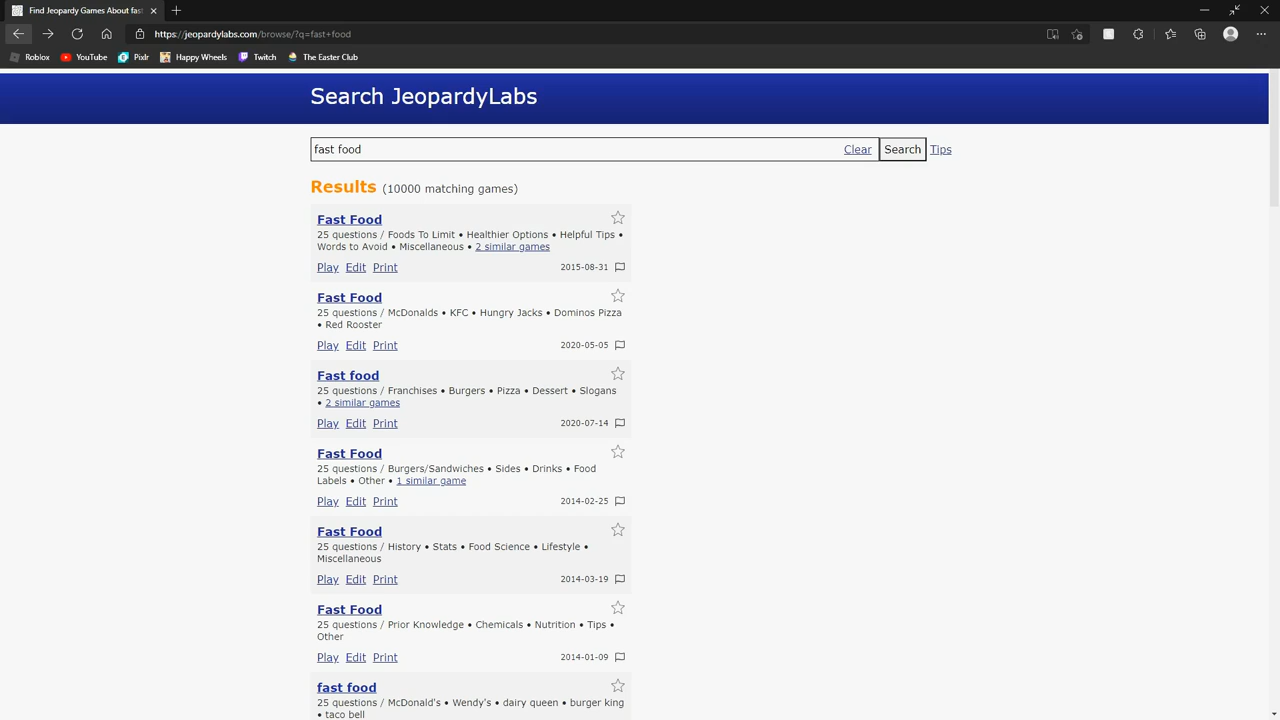 Find Jeopardy Games About fas
https://jeopardylabs.com/browse/?q=fast+food
Roblox YouTube Pixlr Happy Wheels Twitch The Easter Club
Search JeopardyLabs
fast food Clear Search Tips
Results (10000 matching games)
Fast Food
25 questions / Foods To Limit • Healthier Options • Helpful Tips •
Words to Avoid • Miscellaneous • 2 similar games
Play Edit Print 2015-08-31
Fast Food
25 questions / McDonalds • KFC • Hungry Jacks • Dominos Pizza
• Red Rooster
Play Edit Print 2020-05-05
Fast food
25 questions / Franchises • Burgers • Pizza • Dessert • Slogans
• 2 similar games
Play Edit Print 2020-07-14
Fast Food
25 questions / Burgers/Sandwiches • Sides • Drinks • Food
Labels • Other • 1 similar game
Play Edit Print 2014-02-25
Fast Food
25 questions / History • Stats • Food Science • Lifestyle •
Miscellaneous
Play Edit Print 2014-03-19
Fast Food
25 questions / Prior Knowledge • Chemicals • Nutrition • Tips •
Other
Play Edit Print 2014-01-09
fast food
25 questions / McDonald's • Wendy's • dairy queen • burger king
• taco bell